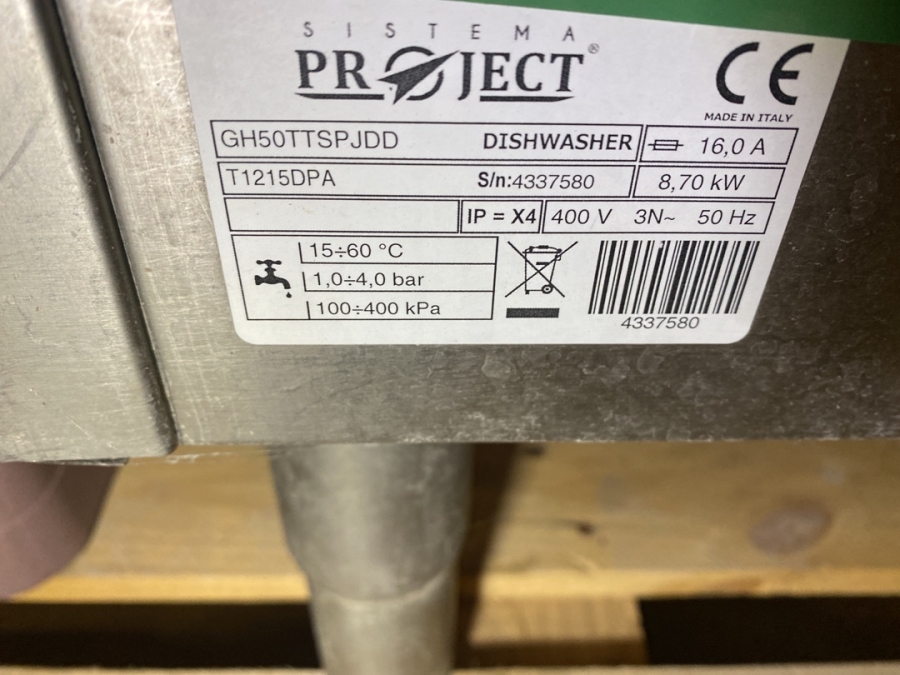 SISTEMA
PROJECT®
CE
MADE IN ITALY
GH50TTSPJDD DISHWASHER 16,0 A
T1215DPA S/n:4337580 8,70 kW
IP = X4 400 V 3N~ 50 Hz
15÷60 °C
1,0÷4,0 bar
100÷400 kPa
4337580